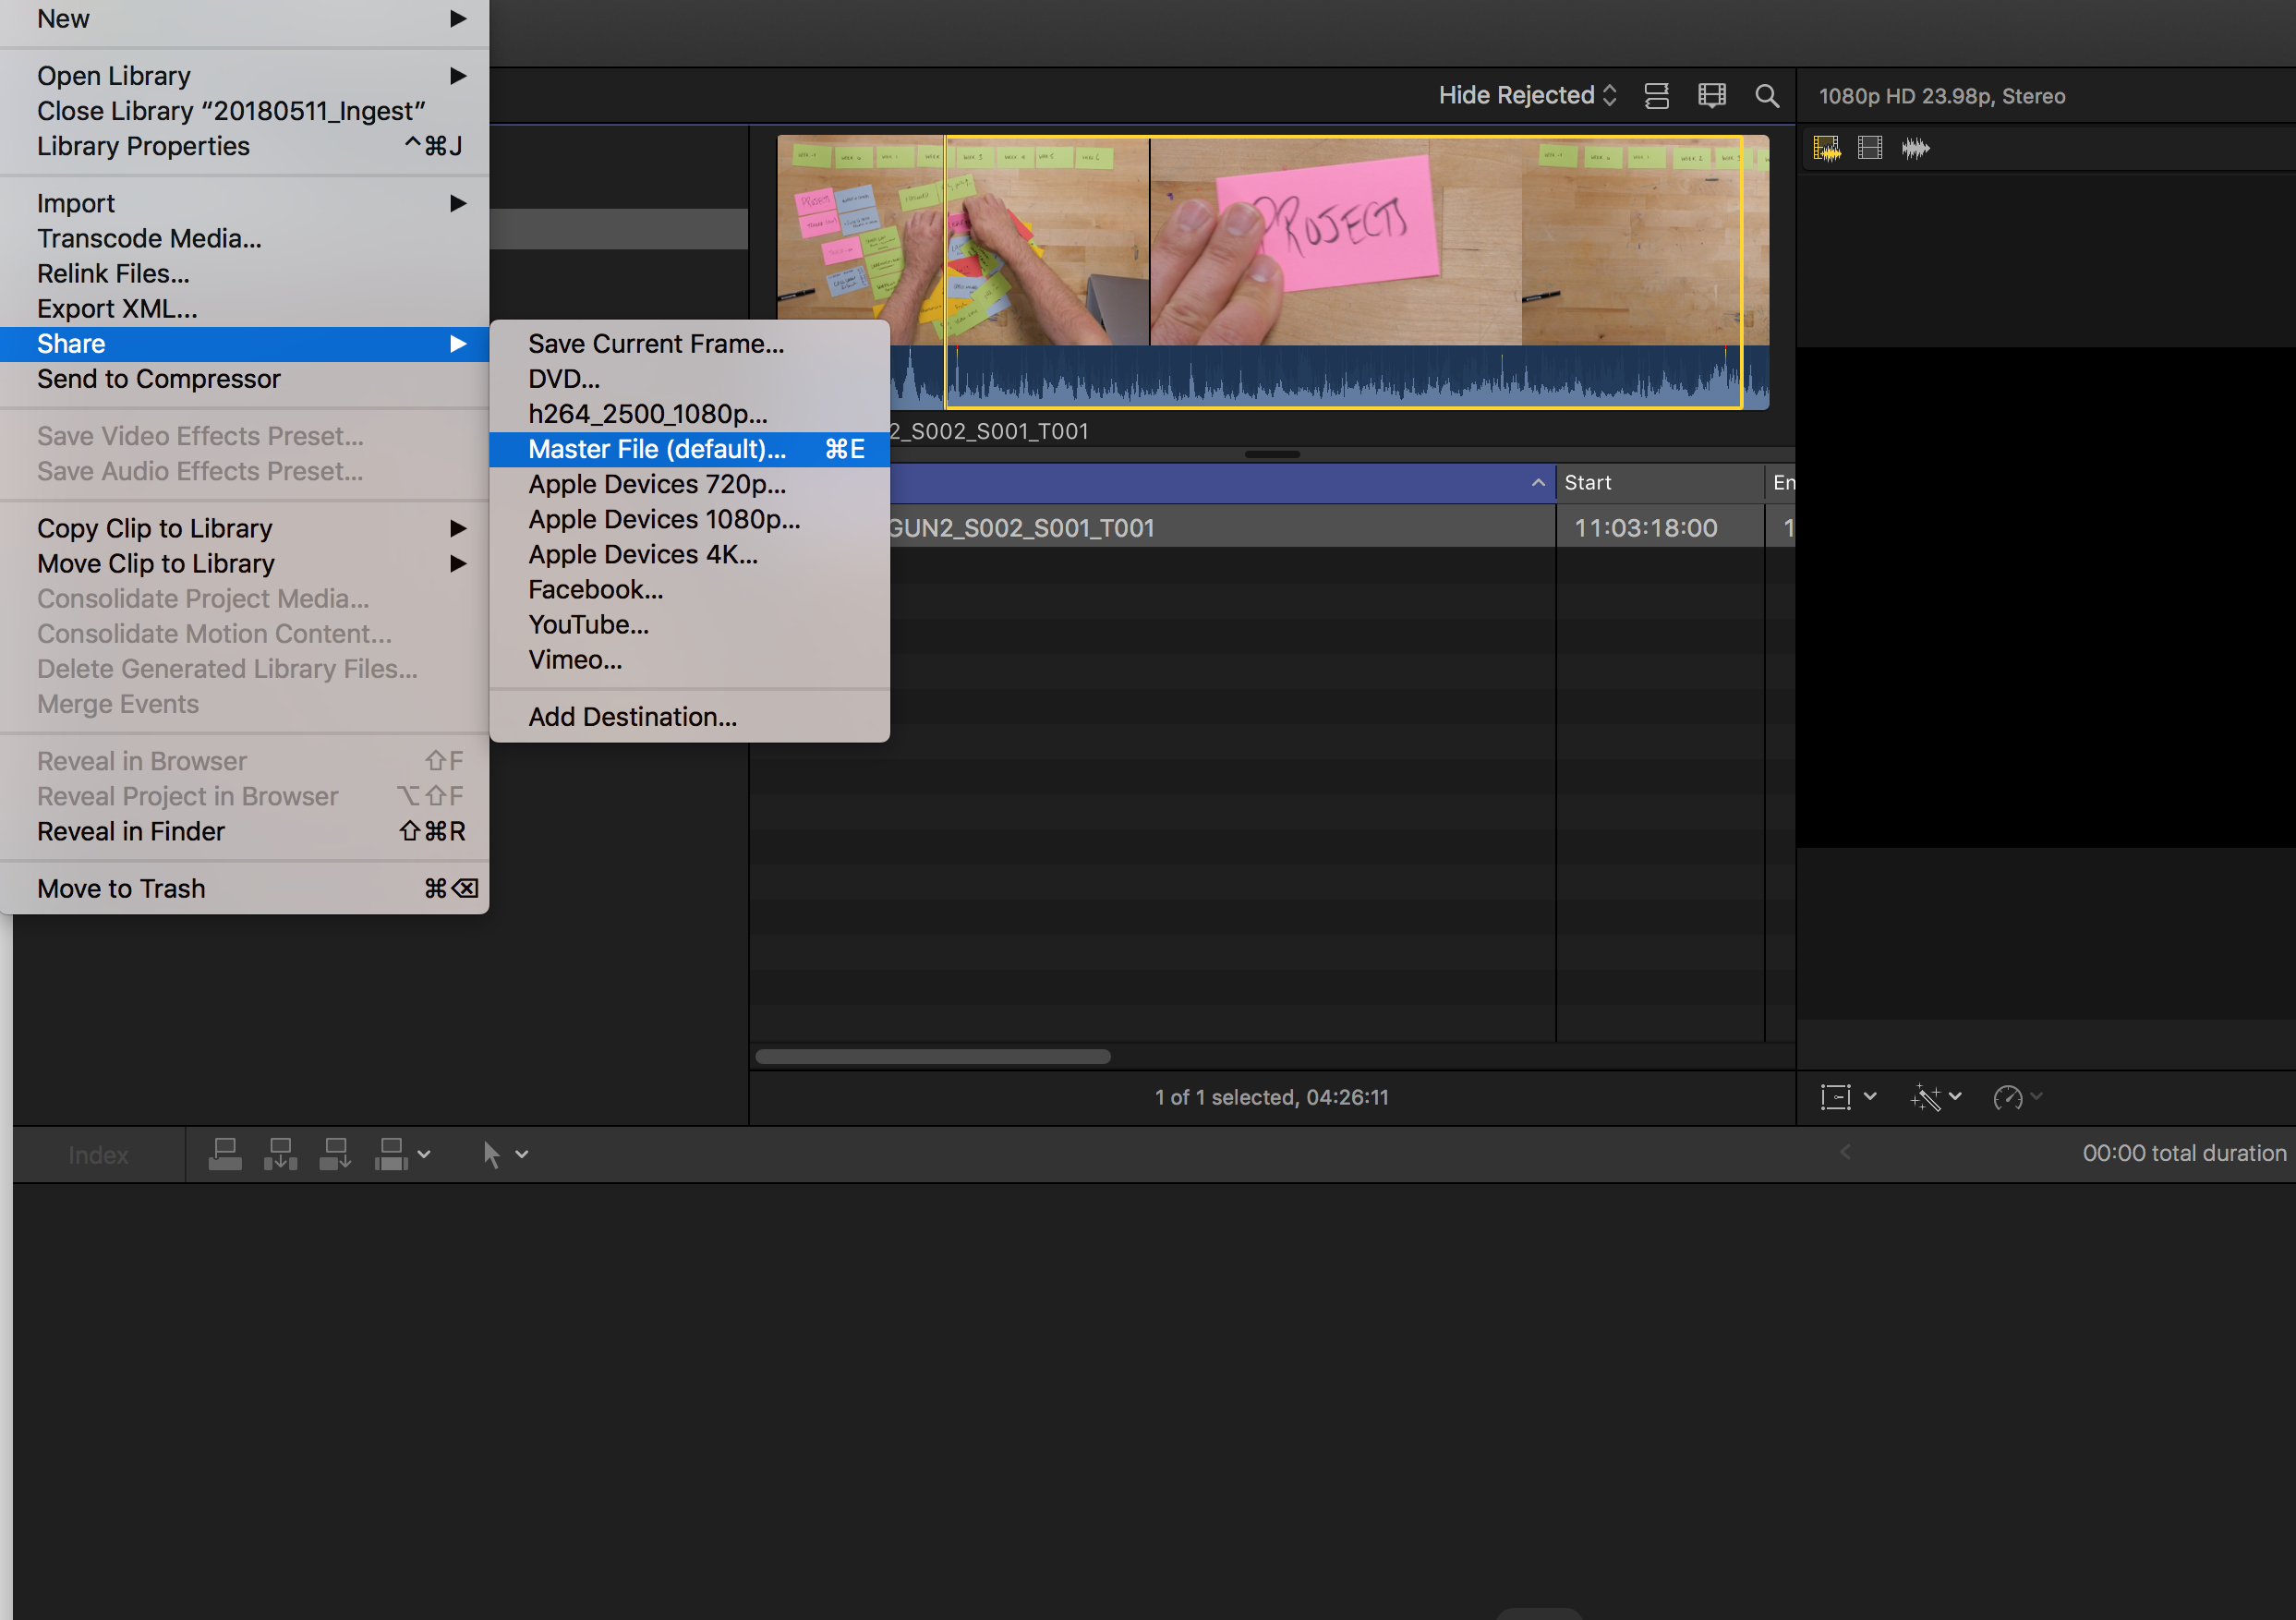 New
Open Library
Close Library “20180511_Ingest”
Library Properties ^⌘J
Import
Transcode Media...
Relink Files...
Export XML...
Share
Send to Compressor
Save Video Effects Preset...
Save Audio Effects Preset...
Copy Clip to Library
Move Clip to Library
Consolidate Project Media...
Consolidate Motion Content...
Delete Generated Library Files...
Merge Events
Reveal in Browser ⇧F
Reveal Project in Browser ⌥⇧F
Reveal in Finder ⇧⌘R
Move to Trash ⌘⌫
Save Current Frame...
DVD...
h264_2500_1080p...
Master File (default)... ⌘E
Apple Devices 720p...
Apple Devices 1080p...
Apple Devices 4K...
Facebook...
YouTube...
Vimeo...
Add Destination...
Hide Rejected
1080p HD 23.98p, Stereo
PROJECTS
2_S002_S001_T001
Start En
GUN2_S002_S001_T001 11:03:18:00 1
1 of 1 selected, 04:26:11
Index
00:00 total duration